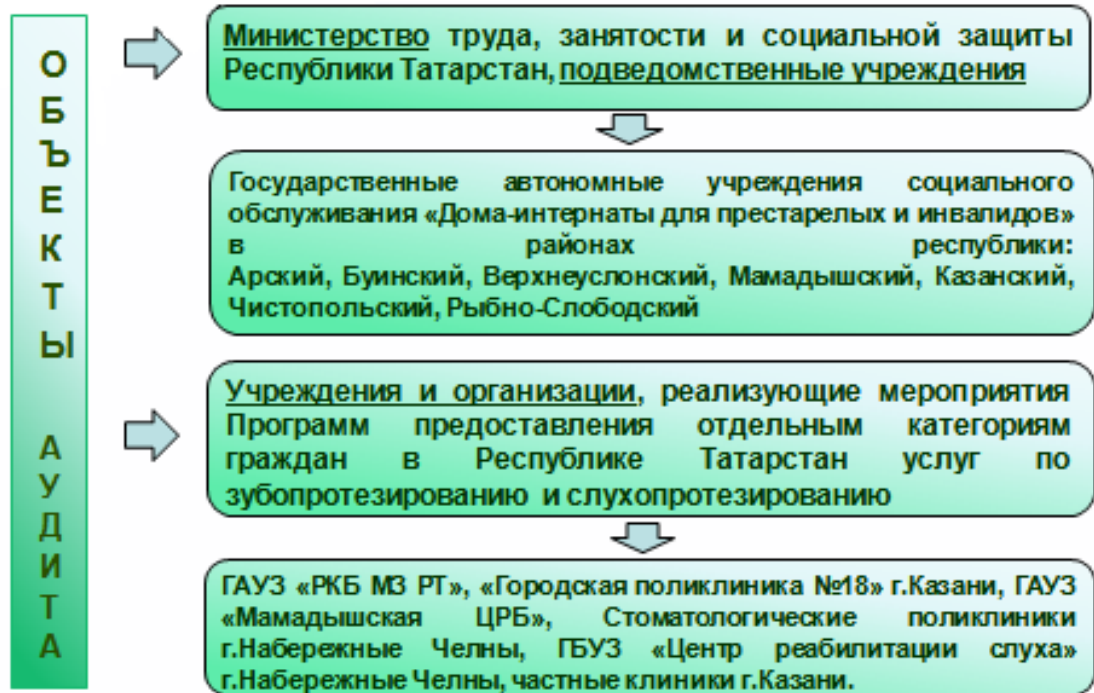 ОБЪЕКТЫ АУДИТА
Министерство труда, занятости и социальной защиты
Республики Татарстан, подведомственные учреждения
Государственные автономные учреждения социального
обслуживания «Дома-интернаты для престарелых и инвалидов»
в районах республики:
Арский, Буинский, Верхнеуслонский, Мамадышский, Казанский,
Чистопольский, Рыбно-Слободский
Учреждения и организации, реализующие мероприятия
Программ предоставления отдельным категориям
граждан в Республике Татарстан услуг по
зубопротезированию и слухопротезированию
ГАУЗ «РКБ МЗ РТ», «Городская поликлиника №18» г.Казани, ГАУЗ
«Мамадышская ЦРБ», Стоматологические поликлиники
г.Набережные Челны, ГБУЗ «Центр реабилитации слуха»
г.Набережные Челны, частные клиники г.Казани.